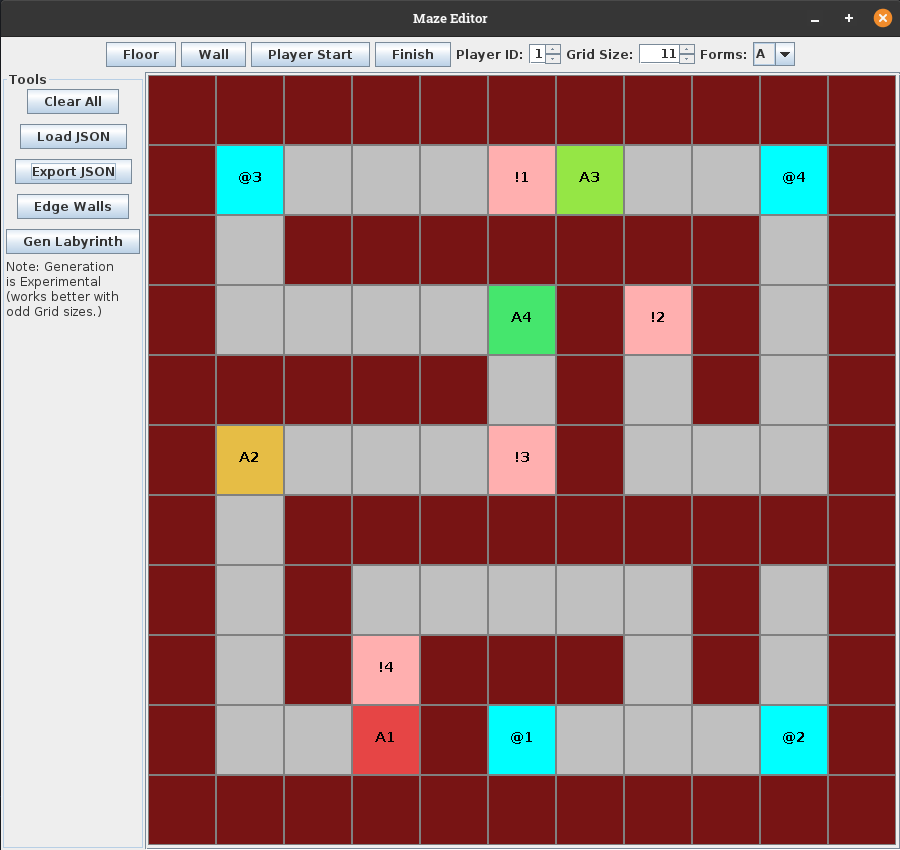 Maze Editor
Floor Wall Player Start Finish Player ID: 1 Grid Size: 11 Forms: A
Tools
Clear All
Load JSON
Export JSON
Edge Walls
Gen Labyrinth
Note: Generation
is Experimental
(works better with
odd Grid sizes.)
@3 !1 A3 @4
A4 !2
A2 !3
!4
A1 @1 @2